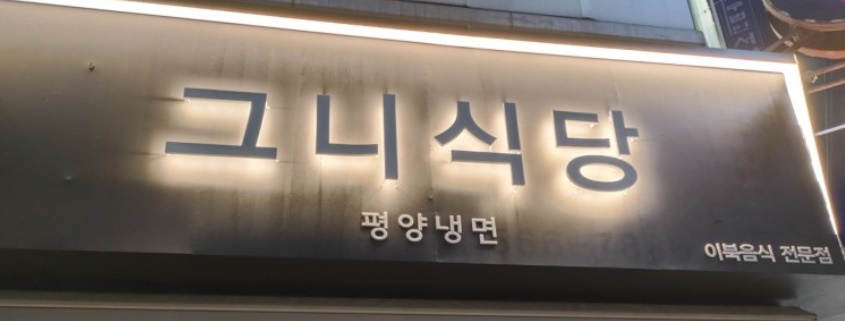 그니식당
평양냉면
이북음식 전문점